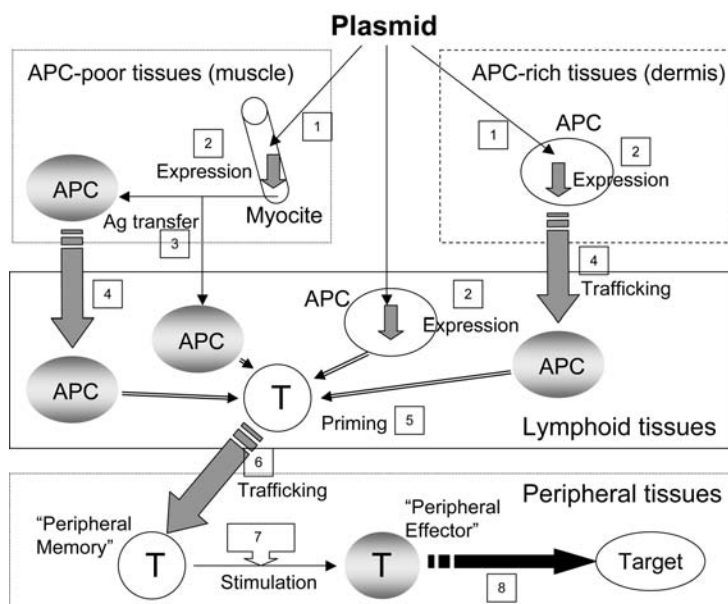 Plasmid
APC-poor tissues (muscle)
APC-rich tissues (dermis)
1
2
Expression
Myocite
APC
Ag transfer
3
4
1
APC
2
Expression
4
Trafficking
APC
APC
APC
2
Expression
APC
T
Priming
5
Lymphoid tissues
6
Trafficking
Peripheral tissues
“Peripheral
Memory”
T
7
Stimulation
“Peripheral
Effector”
T
8
Target